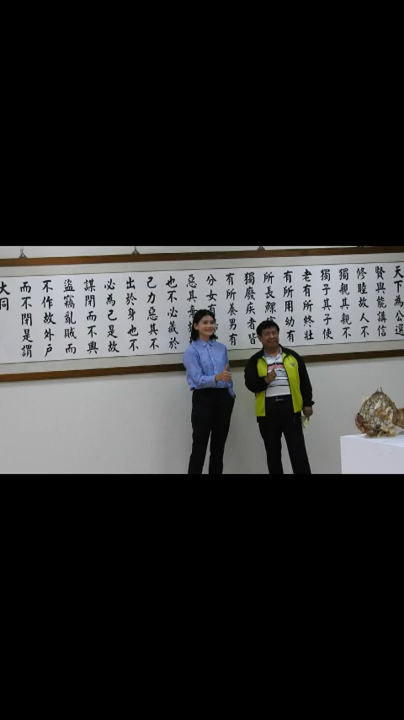 天下為公選
賢與能講信
修睦故人不
獨親其親不
獨子其子使
老有所終壯
有所用幼有
所長鰥
獨廢疾者皆
有所養男有
分女有
惡其棄
也不必藏於
己力惡其不
出於身也不
必為己是故
謀閉而不興
盜竊亂賊而
不作故外戶
而不閉是謂
大同